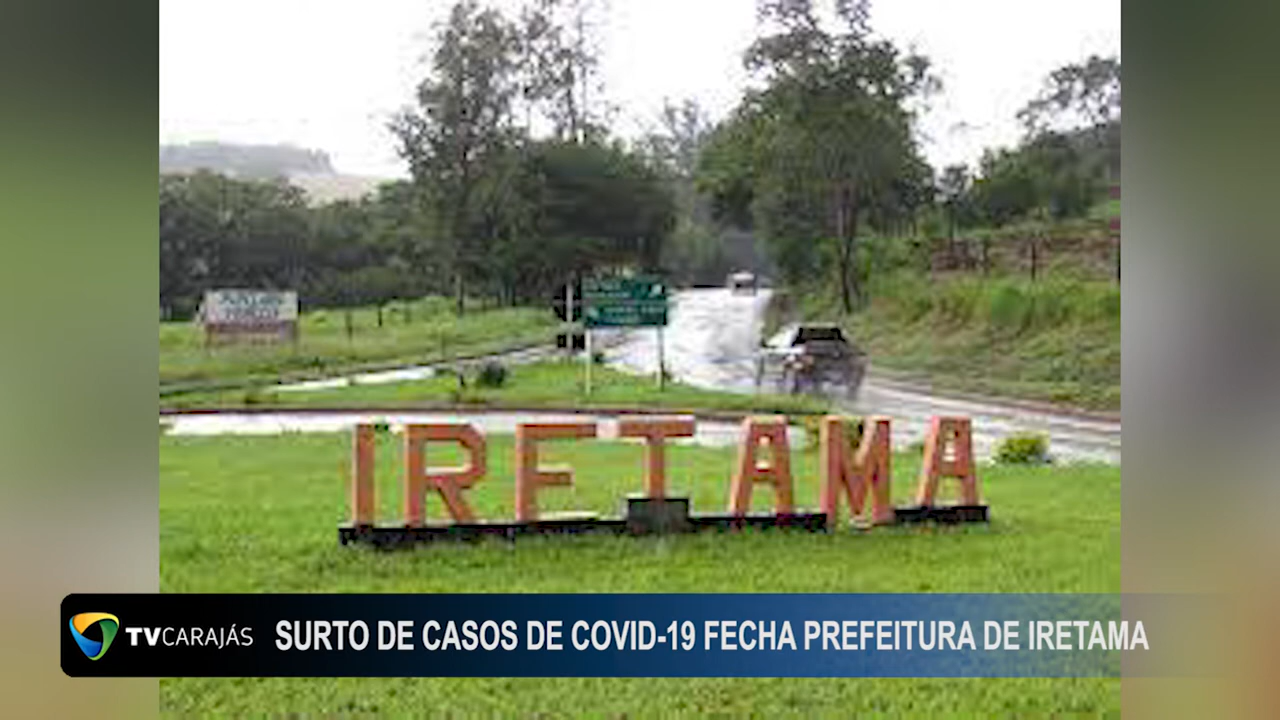 IRETAMA
TVCARAJÁS
SURTO DE CASOS DE COVID-19 FECHA PREFEITURA DE IRETAMA